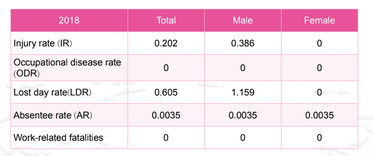 2018 Total Male Female
Injury rate (IR) 0.202 0.386 0
Occupational disease rate
(ODR) 0 0 0
Lost day rate(LDR) 0.605 1.159 0
Absentee rate (AR) 0.0035 0.0035 0.0035
Work-related fatalities 0 0 0